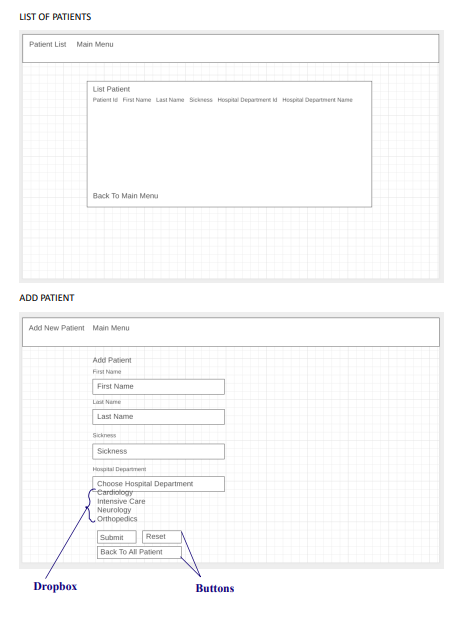 LIST OF PATIENTS
Patient List Main Menu
List Patient
Patient Id First Name Last Name Sickness Hospital Department Id Hospital Department Name
Back To Main Menu
ADD PATIENT
Add New Patient Main Menu
Add Patient
First Name
First Name
Last Name
Last Name
Sickness
Sickness
Hospital Department
Choose Hospital Department
Cardiology
Intensive Care
Neurology
Orthopedics
Submit Reset
Back To All Patient
Dropbox Buttons